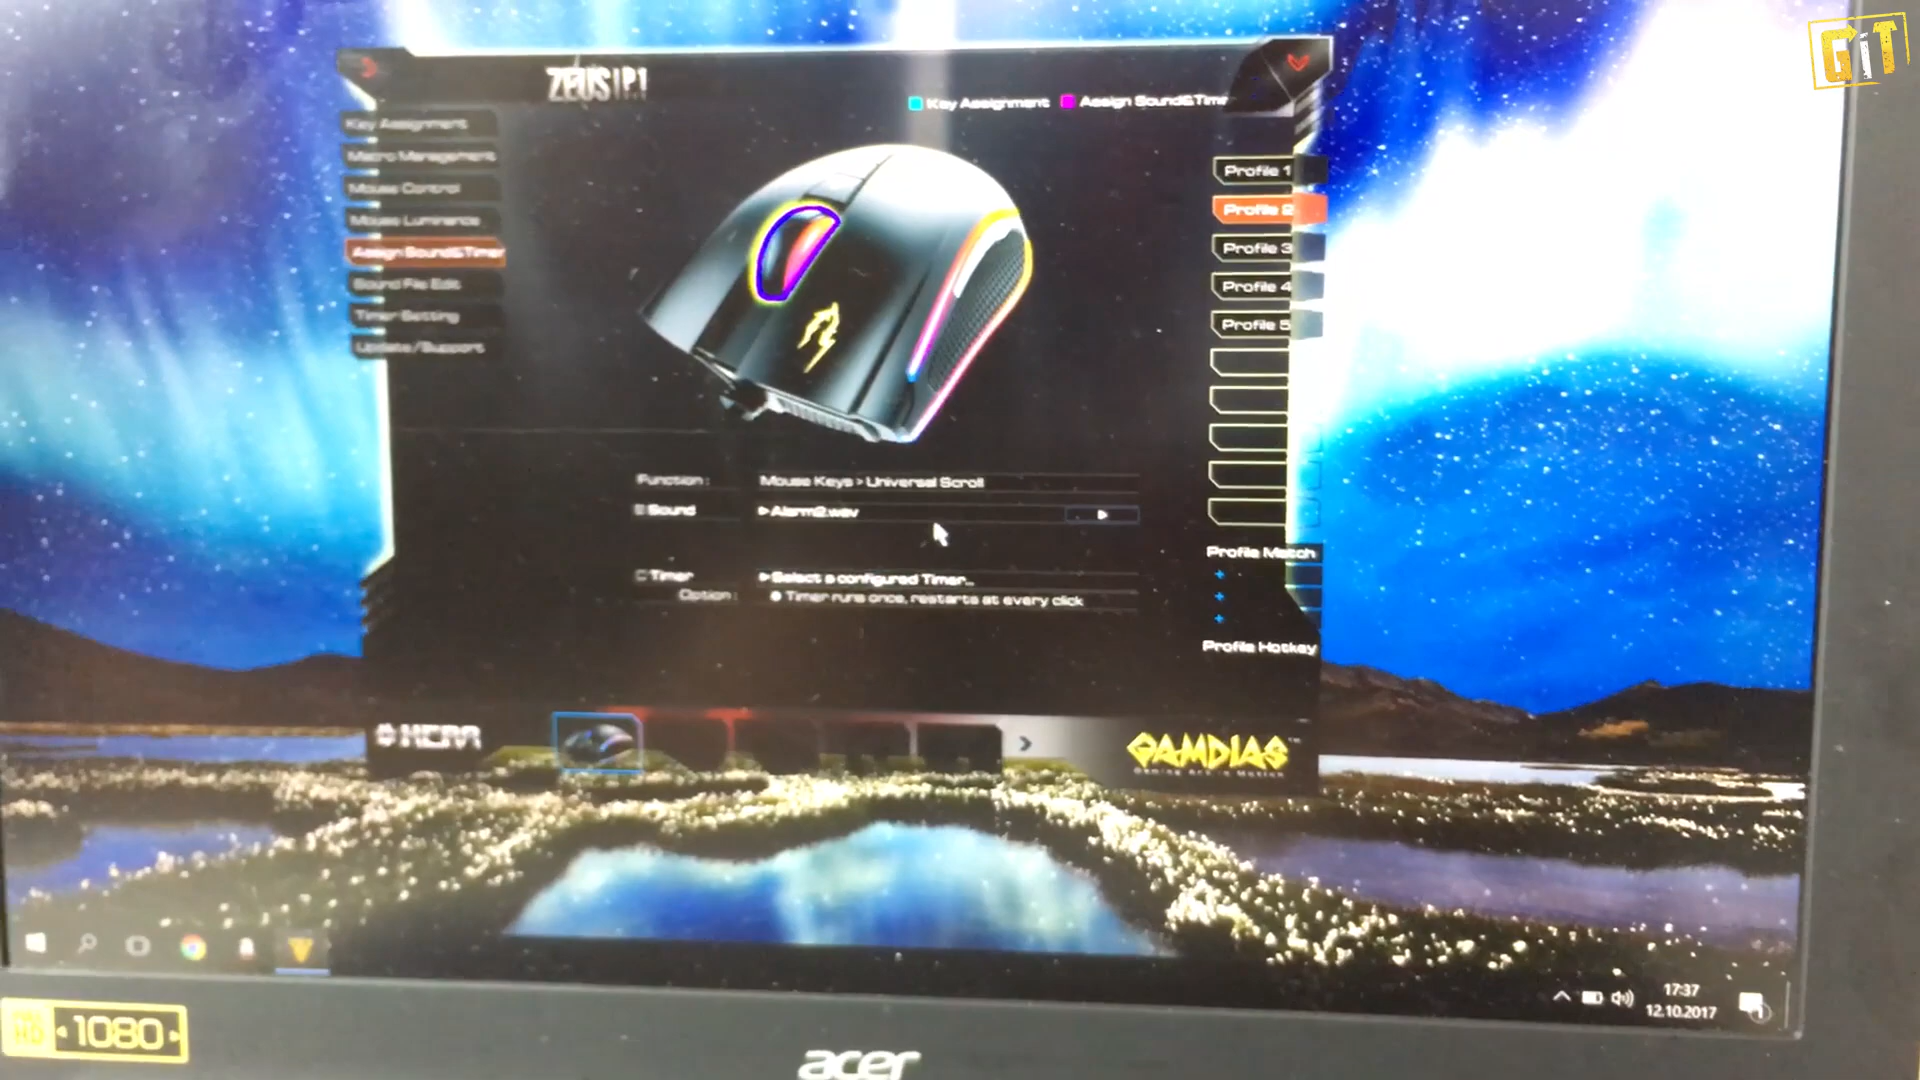 GiT
ZEUS P1
Key Assignment
Assign Sound&Time
Key Assignment
Macro Management
Mouse Control
Mouse Luminance
Assign Sound&Timer
Sound File Edit
Timer Setting
Update/Support
Profile 1
Profile 2
Profile 3
Profile 4
Profile 5
Function : Mouse Keys > Universal Scroll
Sound Alarm2.wav
Timer Select a configured Timer...
Option : Timer runs once, restarts at every click
Profile Match
+
+
+
Profile Hotkey
HERA
GAMDIAS
17:37
12.10.2017
1080
acer